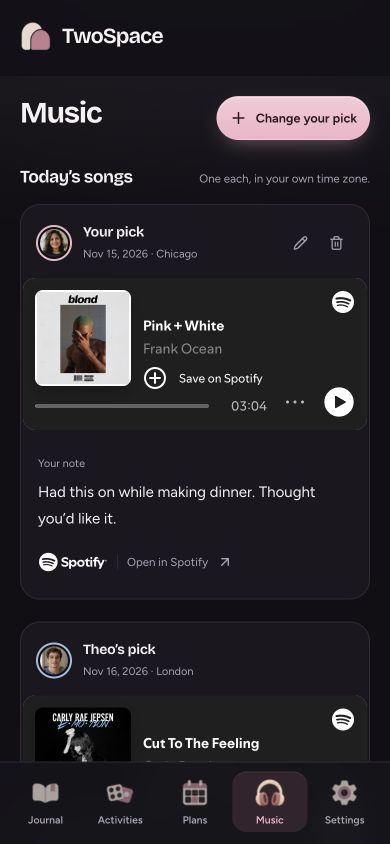 TwoSpace
Music
Change your pick
Today's songs
One each, in your own time zone.
Your pick
Nov 15, 2026 · Chicago
blond
Pink + White
Frank Ocean
Save on Spotify
03:04
Your note
Had this on while making dinner. Thought
you'd like it.
Spotify
Open in Spotify
Theo's pick
Nov 16, 2026 · London
CARLY RAE JEPSEN
E•MO•TION
Cut To The Feeling
Journal
Activities
Plans
Music
Settings